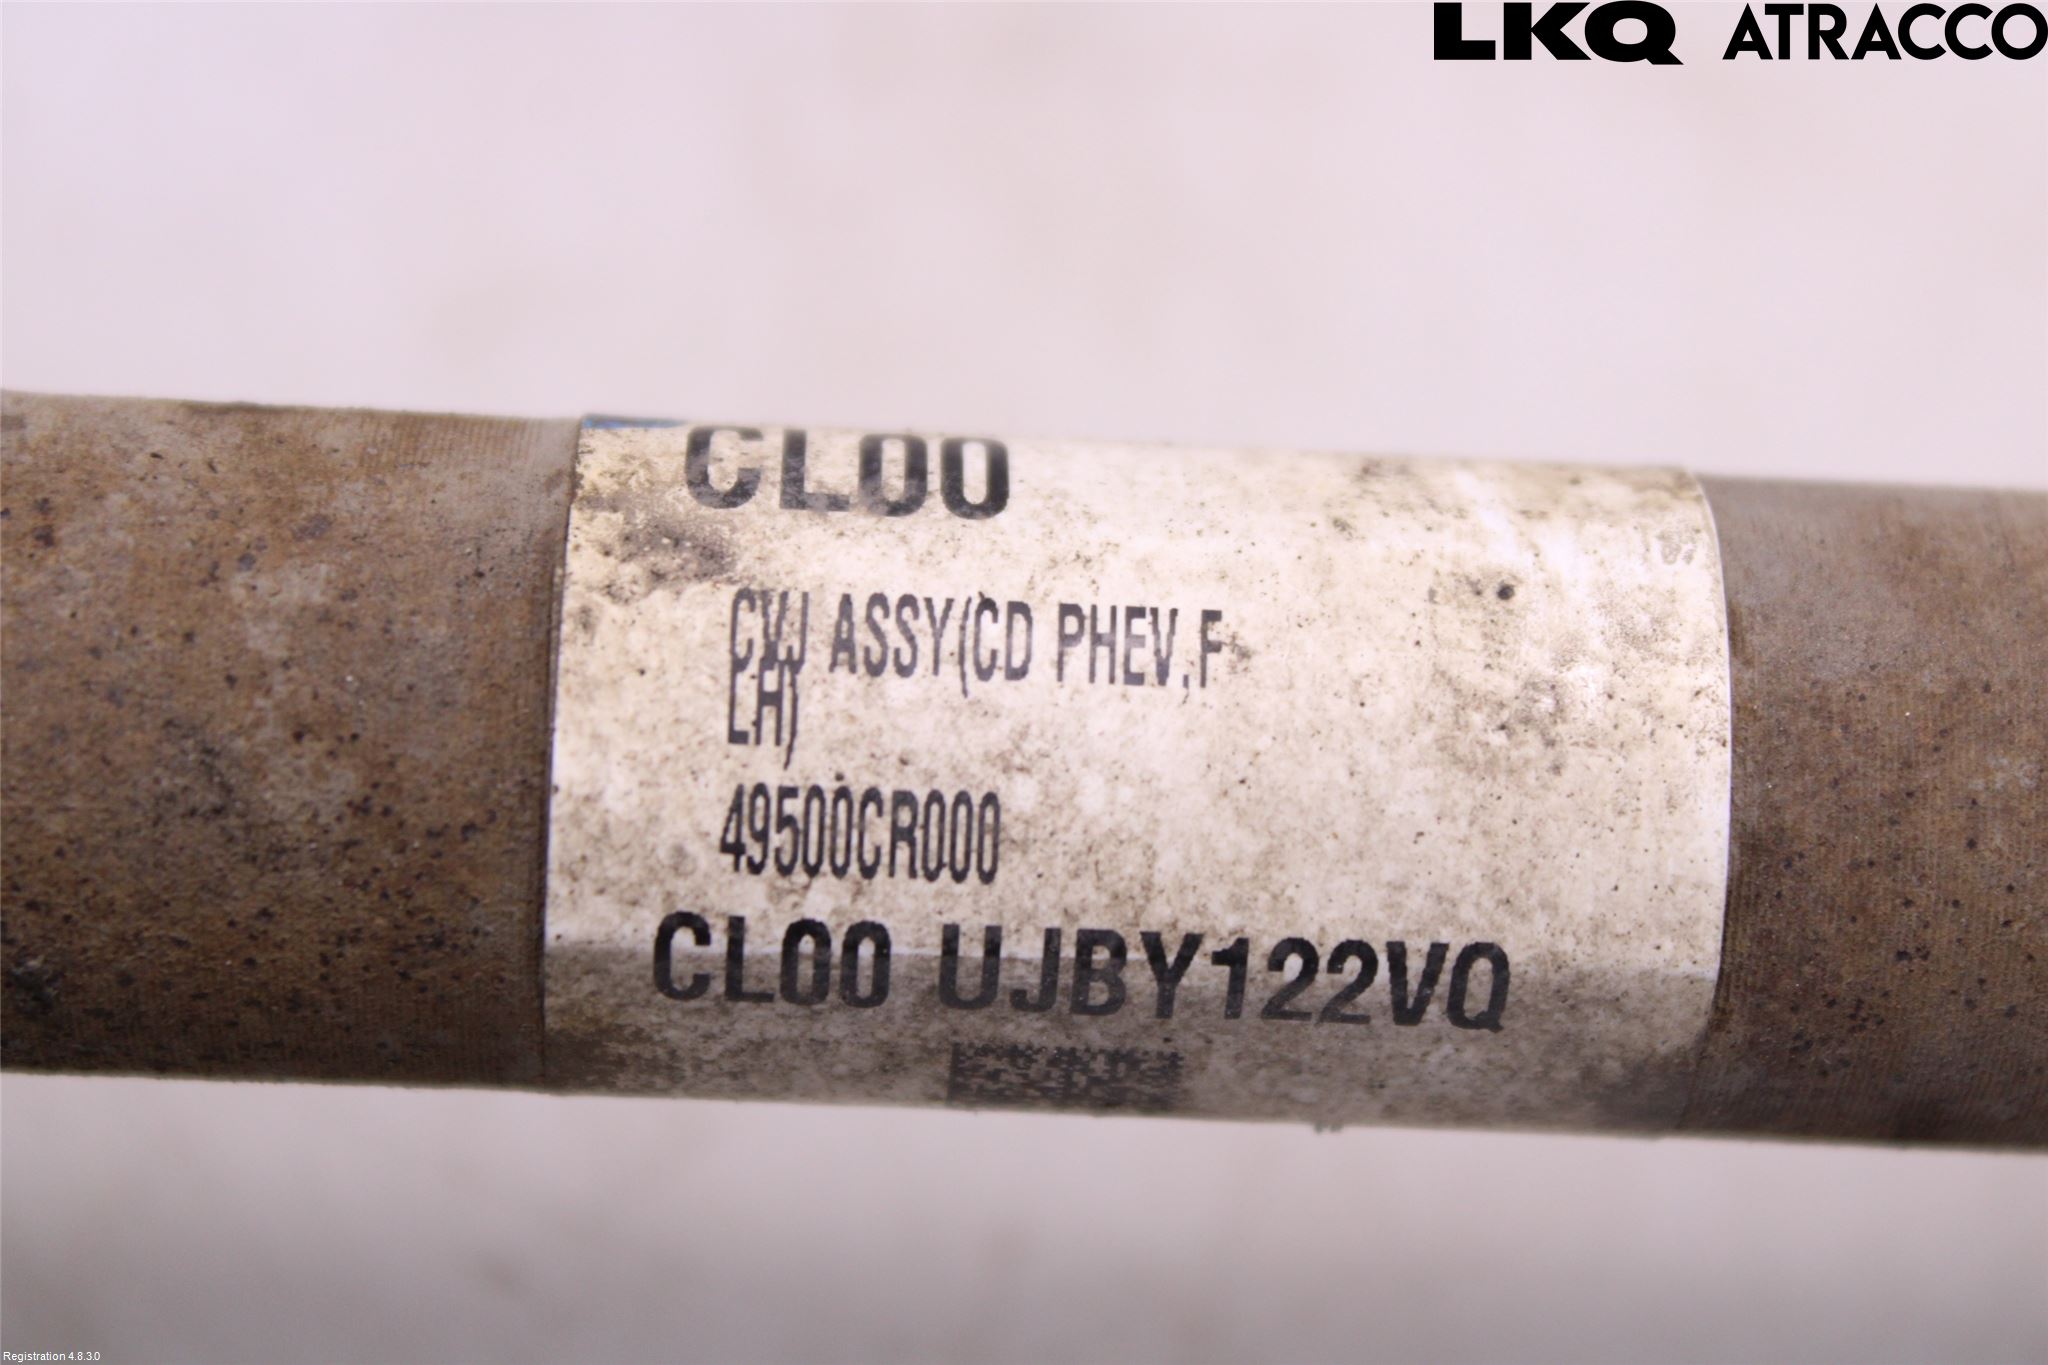 LKQ ATRACCO
CL00
CVJ ASSY(CD PHEV,F
LH)
49500CR000
CL00 UJBY122VQ
Registration 4.8.3.0